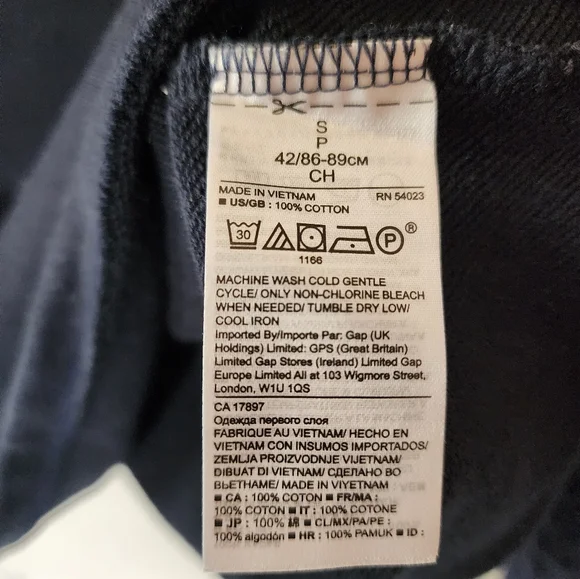 S
P
42/86-89CM
CH
MADE IN VIETNAM RN 54023
■ US/GB : 100% COTTON
30 P®
1166
MACHINE WASH COLD GENTLE
CYCLE/ ONLY NON-CHLORINE BLEACH
WHEN NEEDED/ TUMBLE DRY LOW/
COOL IRON
Imported By/Importe Par: Gap (UK
Holdings) Limited: GPS (Great Britain)
Limited Gap Stores (Ireland) Limited Gap
Europe Limited All at 103 Wigmore Street,
London, W1U 1QS
CA 17897
Одежда первого слоя
FABRIQUE AU VIETNAM/ HECHO EN
VIETNAM CON INSUMOS IMPORTADOS/
ZEMLJA PROIZVODNJE VIJETNAM/
DIBUAT DI VIETNAM/ СДЕЛАНО ВО
ВЬЕТНАМЕ/ MADE IN VIYETNAM
■ CA : 100% COTON ■ FR/MA :
100% COTON ■ IT : 100% COTONE
■ JP : 100% 綿 ■ CL/MX/PA/PE :
100% algodón ■ HR : 100% PAMUK ■ ID :